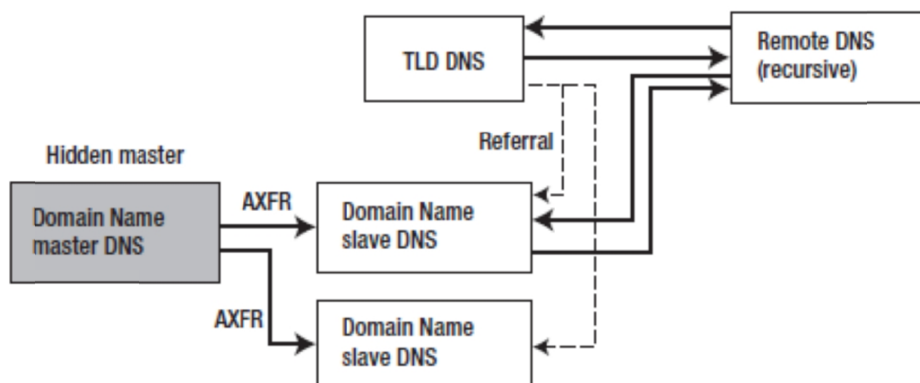 TLD DNS
Remote DNS
(recursive)
Referral
Hidden master
Domain Name
master DNS
AXFR
Domain Name
slave DNS
AXFR
Domain Name
slave DNS